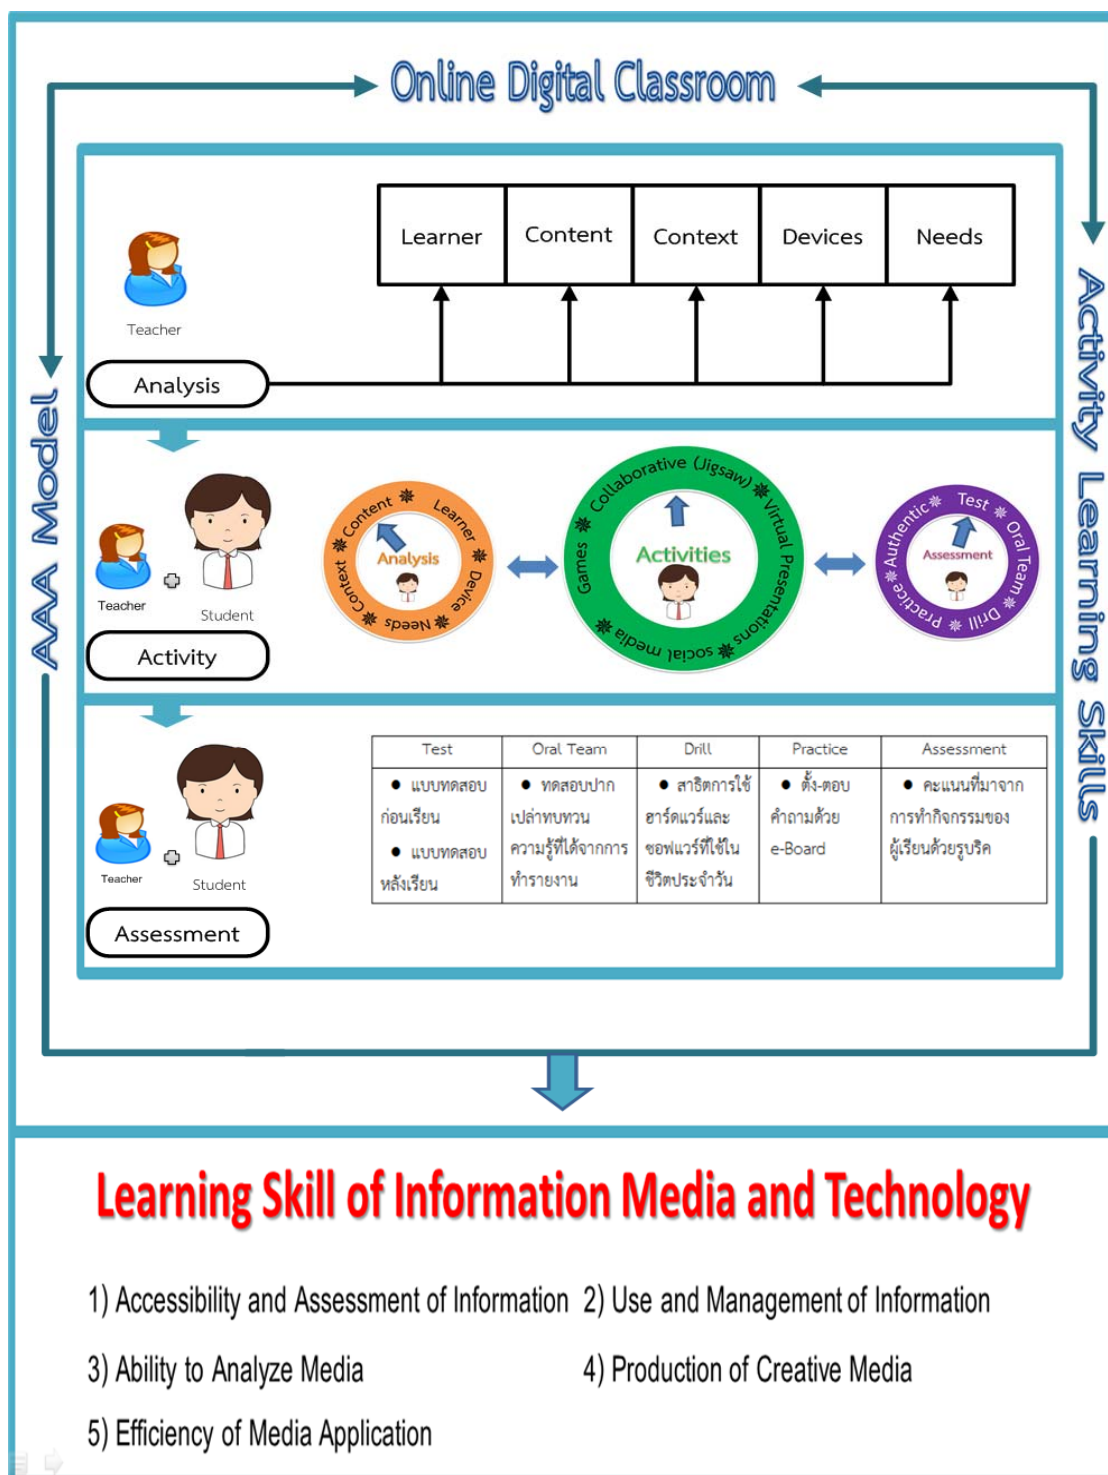 Online Digital Classroom
AAA Model
Activity Learning Skills
Learner
Content
Context
Devices
Needs
Teacher
Analysis
Teacher
Student
Activity
Content ✵ Learner ✵ Device ✵ Needs ✵ Context ✵
Analysis
Collaborative (Jigsaw) ✵ Virtual Presentations ✵ social media ✵ Games ✵
Activities
Authentic ✵ Test ✵ Oral Team ✵ Drill ✵ Practice ✵
Assessment
Teacher
Student
Assessment
Test
Oral Team
Drill
Practice
Assessment
● แบบทดสอบ
ก่อนเรียน
● แบบทดสอบ
หลังเรียน
● ทดสอบปาก
เปล่าทบทวน
ความรู้ที่ได้จากการ
ทำรายงาน
● สาธิตการใช้
ฮาร์ดแวร์และ
ซอฟแวร์ที่ใช้ใน
ชีวิตประจำวัน
● ตั้ง-ตอบ
คำถามด้วย
e-Board
● คะแนนที่มาจาก
การทำกิจกรรมของ
ผู้เรียนด้วยรูบริค
Learning Skill of Information Media and Technology
1) Accessibility and Assessment of Information 2) Use and Management of Information
3) Ability to Analyze Media 4) Production of Creative Media
5) Efficiency of Media Application